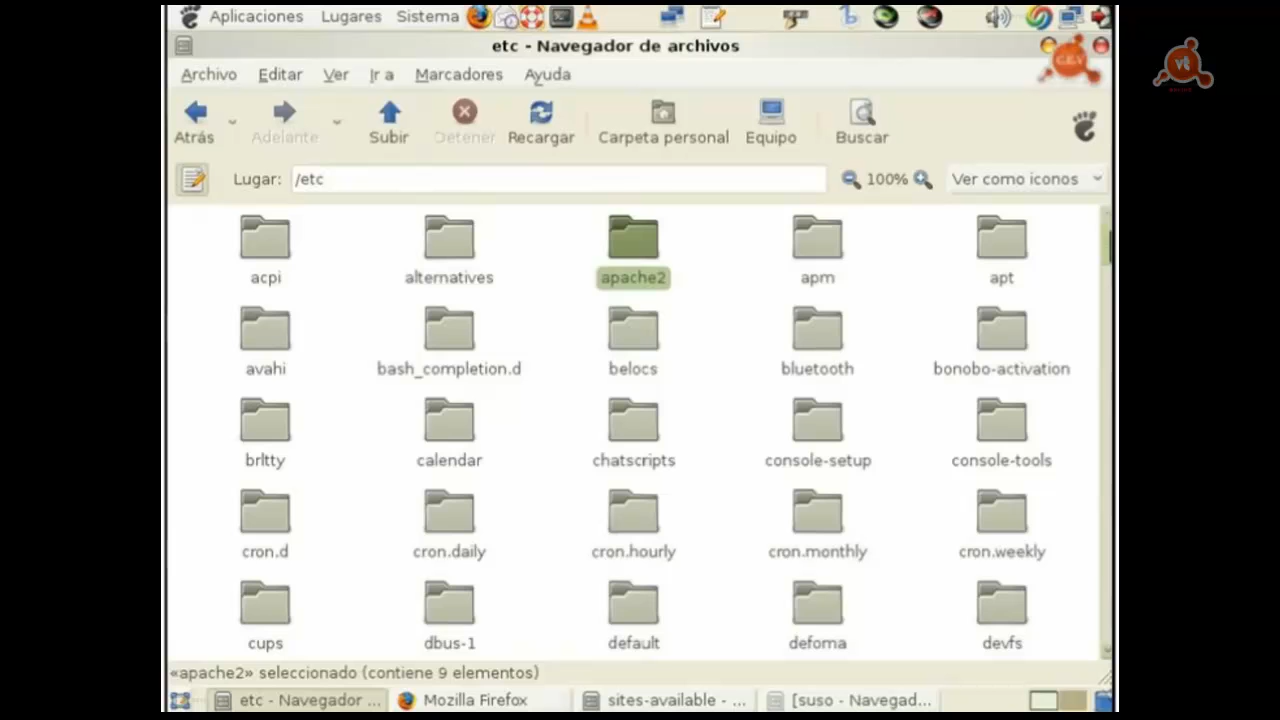 Aplicaciones Lugares Sistema
etc - Navegador de archivos
Archivo Editar Ver Ir a Marcadores Ayuda
Atrás Adelante Subir Detener Recargar Carpeta personal Equipo Buscar
Lugar: /etc 100% Ver como iconos
acpi alternatives apache2 apm apt
avahi bash_completion.d belocs bluetooth bonobo-activation
brltty calendar chatscripts console-setup console-tools
cron.d cron.daily cron.hourly cron.monthly cron.weekly
cups dbus-1 default defoma devfs
«apache2» seleccionado (contiene 9 elementos)
etc - Navegador ... Mozilla Firefox sites-available - ... [suso - Navegad...
vt